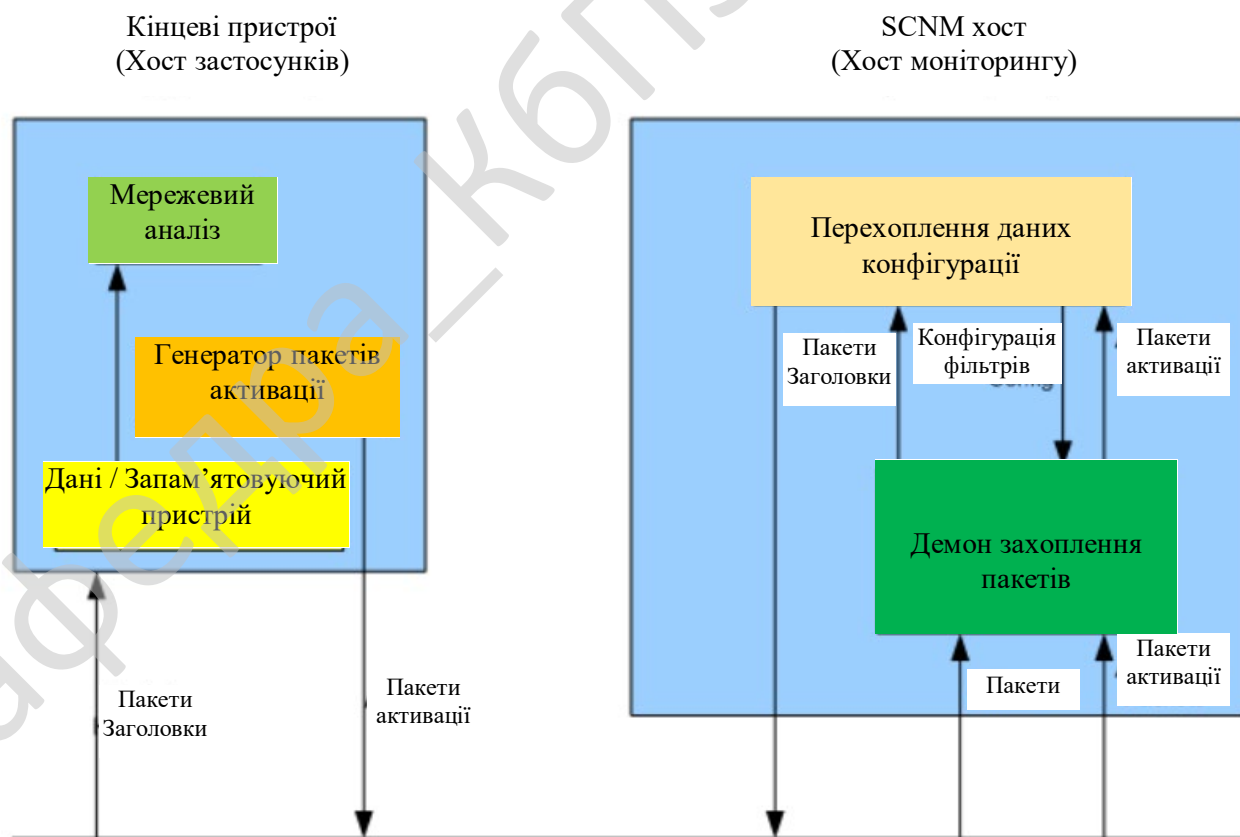 Кінцеві пристрої
(Хост застосунків)
SCNM хост
(Хост моніторингу)
Мережевий
аналіз
Генератор пакетів
активації
Дані / Запам’ятовуючий
пристрій
Пакети
Заголовки
Пакети
активації
Перехоплення даних
конфігурації
Пакети
Заголовки
Конфігурація
фільтрів
Пакети
активації
Демон захоплення
пакетів
Пакети
Пакети
активації